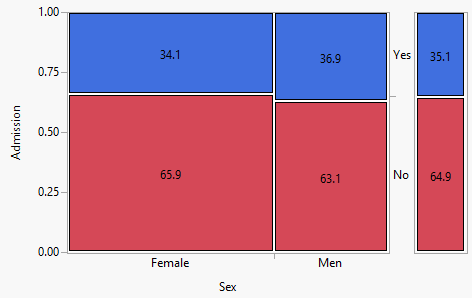 1.00
0.75
0.50
0.25
0.00
Admission
34.1
36.9
Yes
35.1
65.9
63.1
No
64.9
Female
Men
Sex